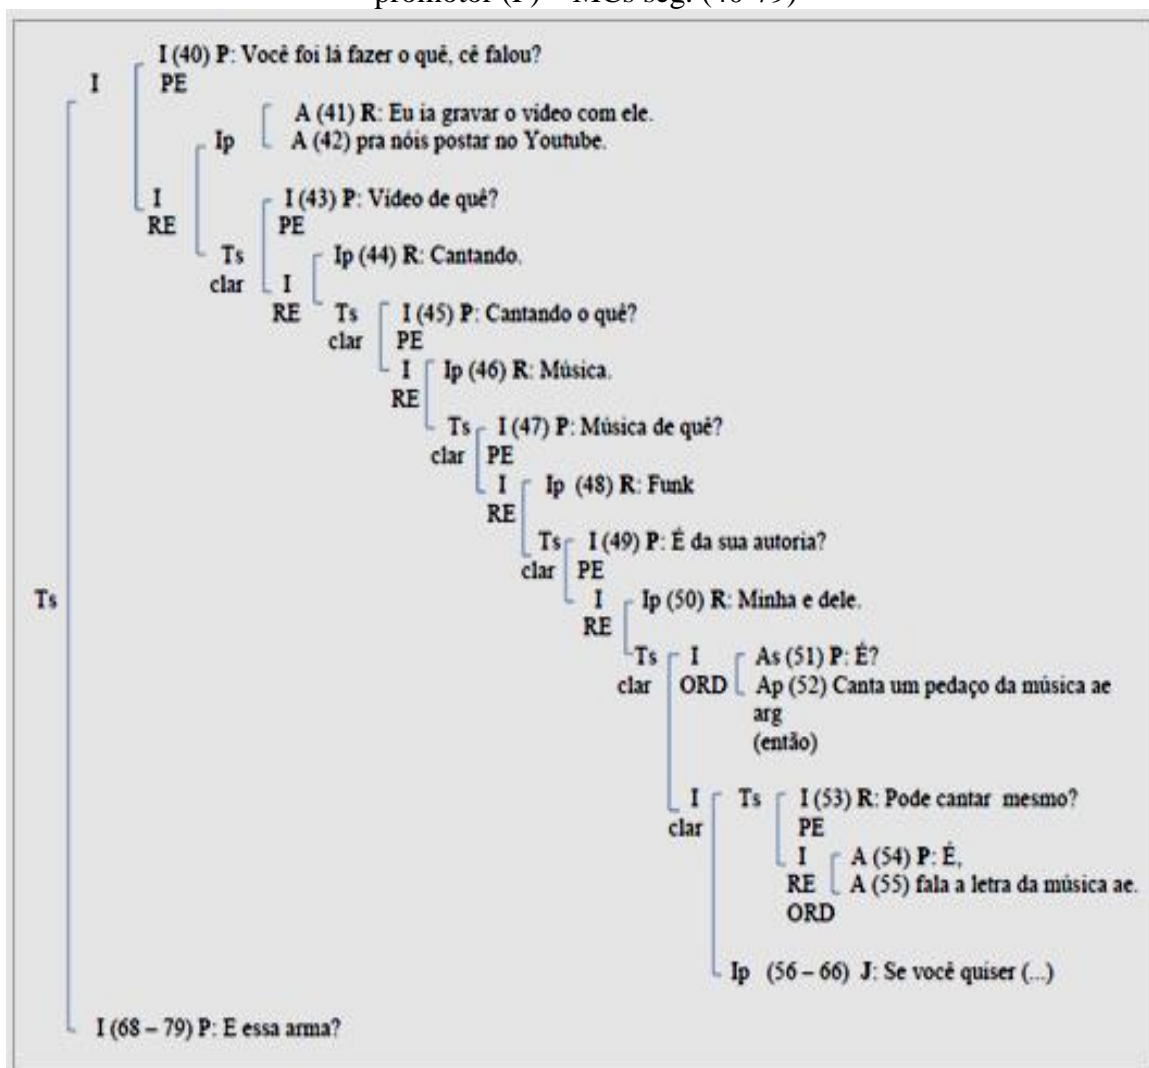 promotor (P) – MCs seg. (40-79)
I (40) P: Você foi lá fazer o quê, cê falou?
I
PE
A (41) R: Eu ia gravar o vídeo com ele.
Ip
A (42) pra nóis postar no Youtube.
I
RE
I (43) P: Vídeo de quê?
PE
Ts
clar
Ip (44) R: Cantando.
I
RE
Ts
clar
I (45) P: Cantando o quê?
PE
I
RE
Ip (46) R: Música.
Ts
clar
I (47) P: Música de quê?
PE
I
RE
Ip (48) R: Funk
Ts
clar
I (49) P: É da sua autoria?
PE
Ts
I
RE
Ip (50) R: Minha e dele.
Ts
clar
I
ORD
As (51) P: É?
Ap (52) Canta um pedaço da música ae
arg
(então)
I
clar
Ts
I (53) R: Pode cantar mesmo?
PE
I
RE
ORD
A (54) P: É,
A (55) fala a letra da música ae.
Ip (56 – 66) J: Se você quiser (...)
I (68 – 79) P: E essa arma?